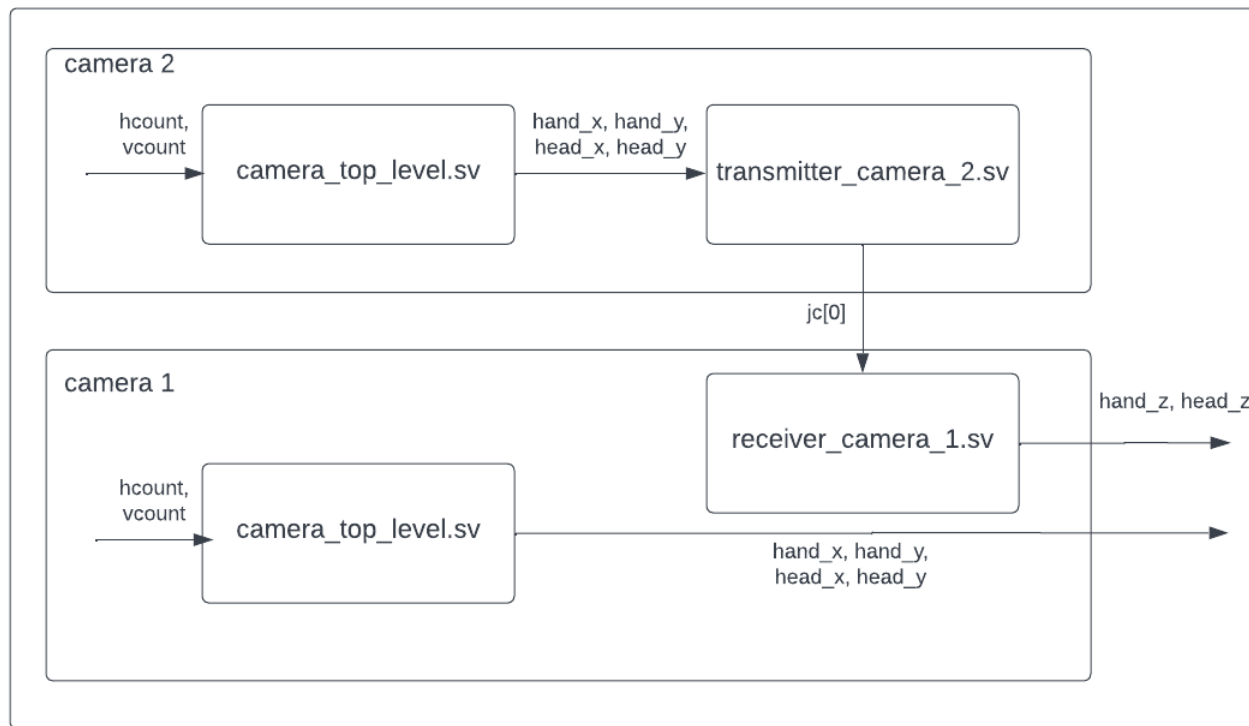 camera 2
hcount,
vcount
camera_top_level.sv
hand_x, hand_y,
head_x, head_y
transmitter_camera_2.sv
jc[0]
camera 1
receiver_camera_1.sv
hand_z, head_z
hcount,
vcount
camera_top_level.sv
hand_x, hand_y,
head_x, head_y